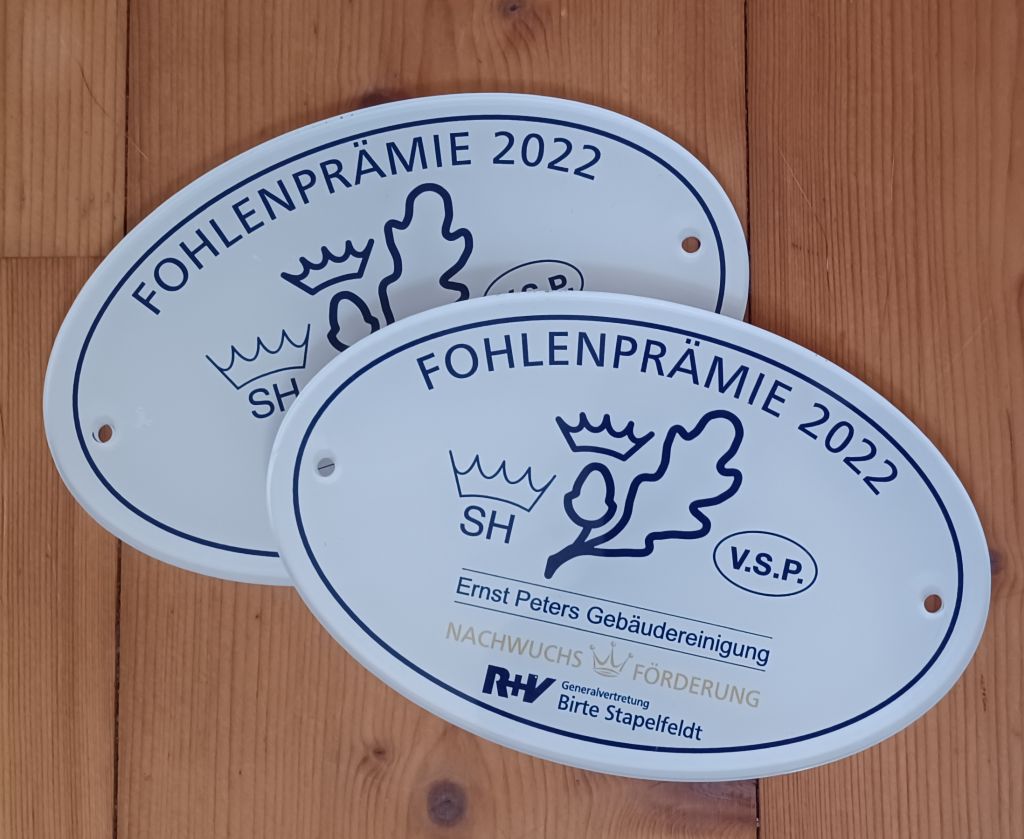 FOHLENPRÄMIE 2022
V.S.P.
SH
FOHLENPRÄMIE 2022
SH
V.S.P.
Ernst Peters Gebäudereinigung
NACHWUCHS FÖRDERUNG
R+V Generalvertretung
Birte Stapelfeldt